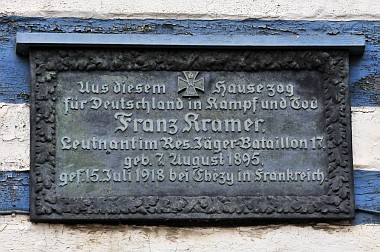 Aus diesem Hause zog
für Deutschland in Kampf und Tod
Franz Kramer,
Leutnant im Res. Jäger-Bataillon 17,
geb. 7. August 1895,
gef. 15. Juli 1918 bei Chezy in Frankreich.